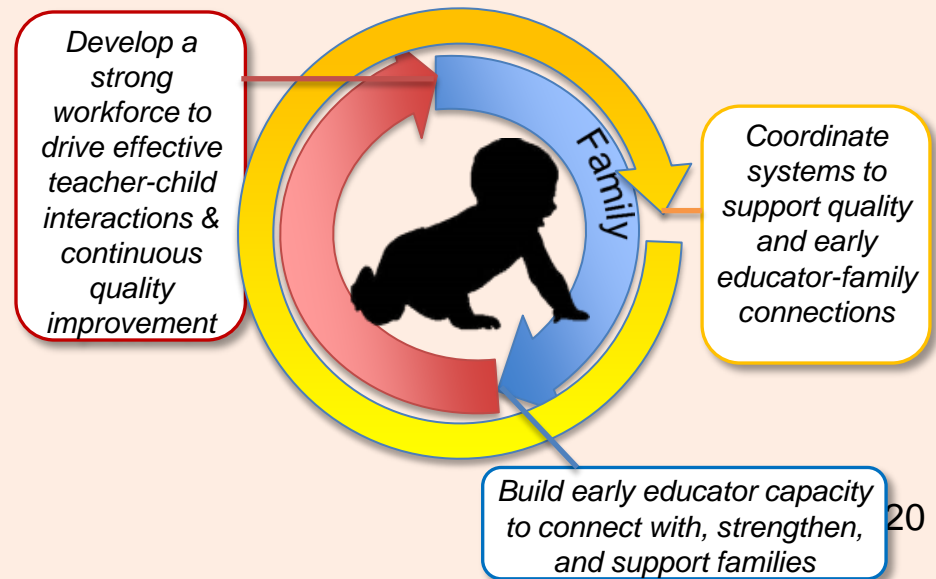 Develop a
strong
workforce to
drive effective
teacher-child
interactions &
continuous
quality
improvement
Family
Coordinate
systems to
support quality
and early
educator-family
connections
Build early educator capacity
to connect with, strengthen,
and support families
20